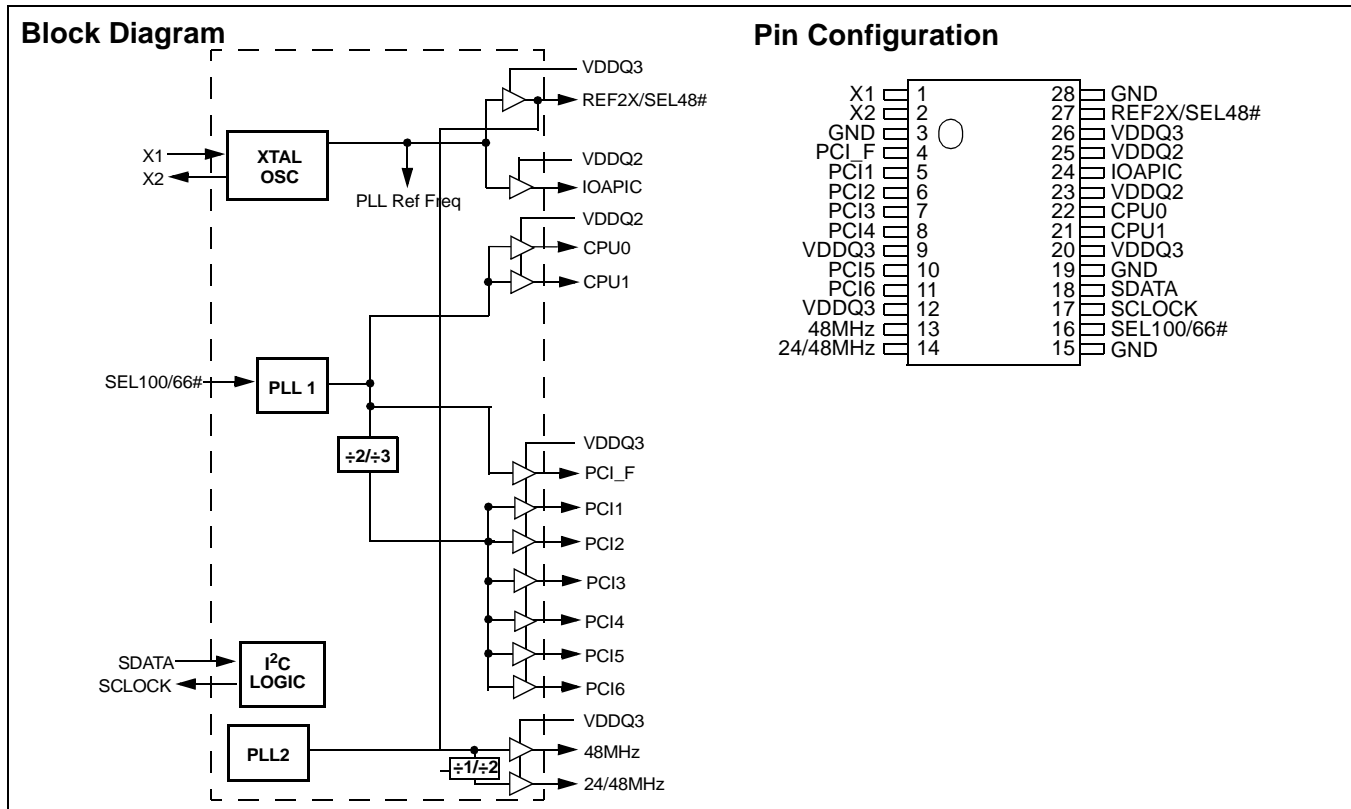 Block Diagram
VDDQ3
REF2X/SEL48#
X1
X2
XTAL
OSC
PLL Ref Freq
VDDQ2
IOAPIC
VDDQ2
CPU0
CPU1
SEL100/66#
PLL 1
÷2/÷3
VDDQ3
PCI_F
PCI1
PCI2
PCI3
PCI4
PCI5
PCI6
SDATA
SCLOCK
I²C
LOGIC
VDDQ3
PLL2
48MHz
÷1/÷2
24/48MHz
Pin Configuration
X1 1 28 GND
X2 2 27 REF2X/SEL48#
GND 3 26 VDDQ3
PCI_F 4 25 VDDQ2
PCI1 5 24 IOAPIC
PCI2 6 23 VDDQ2
PCI3 7 22 CPU0
PCI4 8 21 CPU1
VDDQ3 9 20 VDDQ3
PCI5 10 19 GND
PCI6 11 18 SDATA
VDDQ3 12 17 SCLOCK
48MHz 13 16 SEL100/66#
24/48MHz 14 15 GND